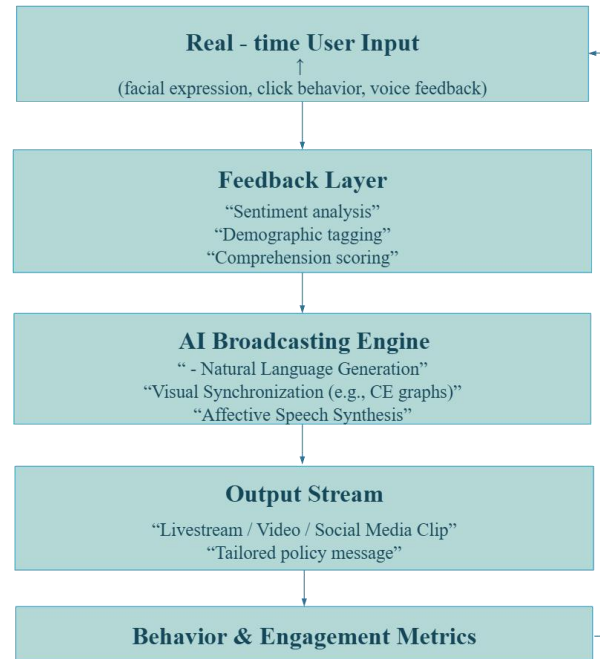 Real - time User Input
↑
(facial expression, click behavior, voice feedback)
Feedback Layer
“Sentiment analysis”
“Demographic tagging”
“Comprehension scoring”
AI Broadcasting Engine
“ - Natural Language Generation”
“Visual Synchronization (e.g., CE graphs)”
“Affective Speech Synthesis”
Output Stream
“Livestream / Video / Social Media Clip”
“Tailored policy message”
Behavior & Engagement Metrics